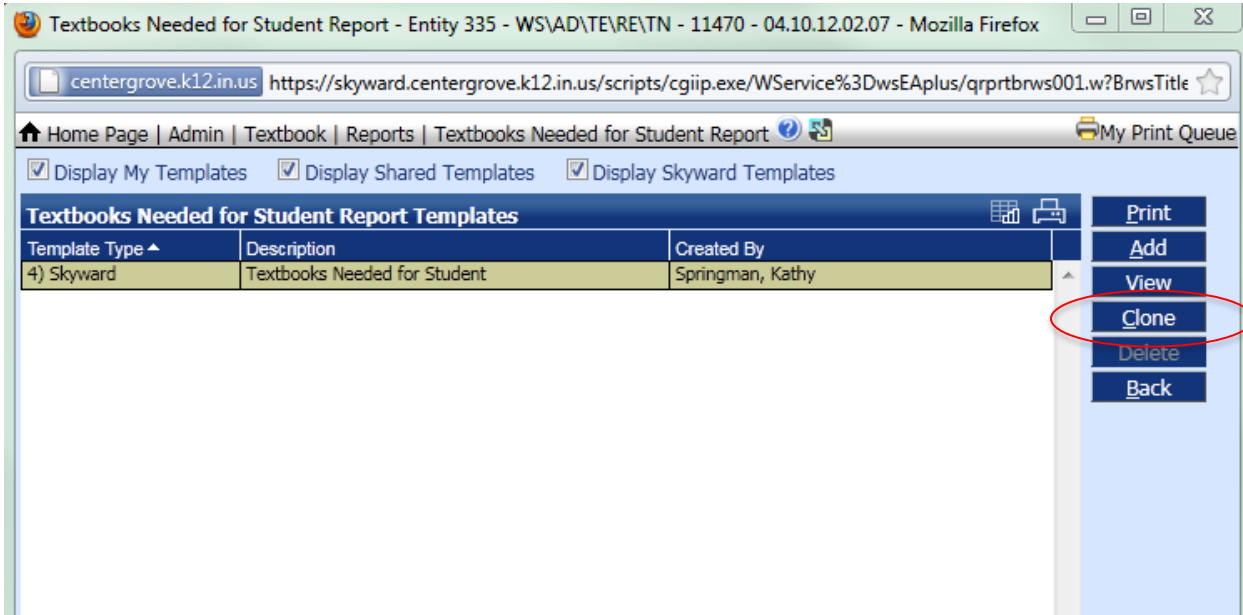 Textbooks Needed for Student Report - Entity 335 - WS\AD\TE\RE\TN - 11470 - 04.10.12.02.07 - Mozilla Firefox
centergrove.k12.in.us https://skyward.centergrove.k12.in.us/scripts/cgiip.exe/WService%3DwsEAplus/qrprtbrws001.w?BrwsTitle
Home Page | Admin | Textbook | Reports | Textbooks Needed for Student Report ? My Print Queue
Display My Templates Display Shared Templates Display Skyward Templates
Textbooks Needed for Student Report Templates
Template Type Description Created By
4) Skyward Textbooks Needed for Student Springman, Kathy
Print
Add
View
Clone
Delete
Back